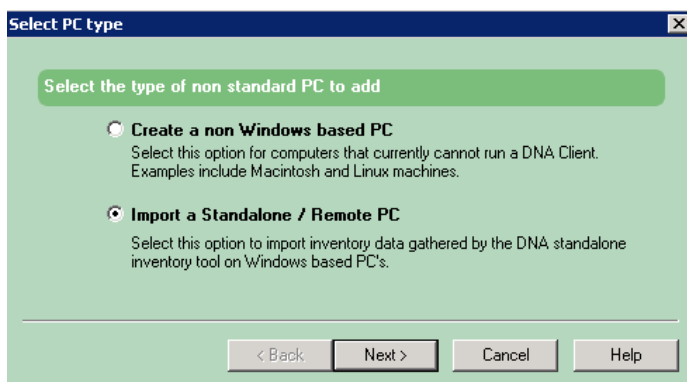 Select PC type
Select the type of non standard PC to add
Create a non Windows based PC
Select this option for computers that currently cannot run a DNA Client.
Examples include Macintosh and Linux machines.
Import a Standalone / Remote PC
Select this option to import inventory data gathered by the DNA standalone
inventory tool on Windows based PC's.
< Back Next > Cancel Help